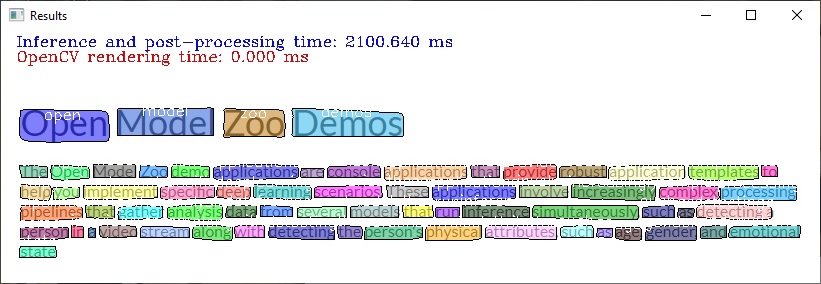 Results
Inference and post-processing time: 2100.640 ms
OpenCV rendering time: 0.000 ms
open model zoo demos
Open Model Zoo Demos
The Open Model Zoo demo applications are console applications that provide robust application templates to
help you implement specific deep learning scenarios. These applications involve increasingly complex processing
pipelines that gather analysis data from several models that run inference simultaneously, such as detecting a
person in a video stream along with detecting the person's physical attributes, such as age, gender, and emotional
state